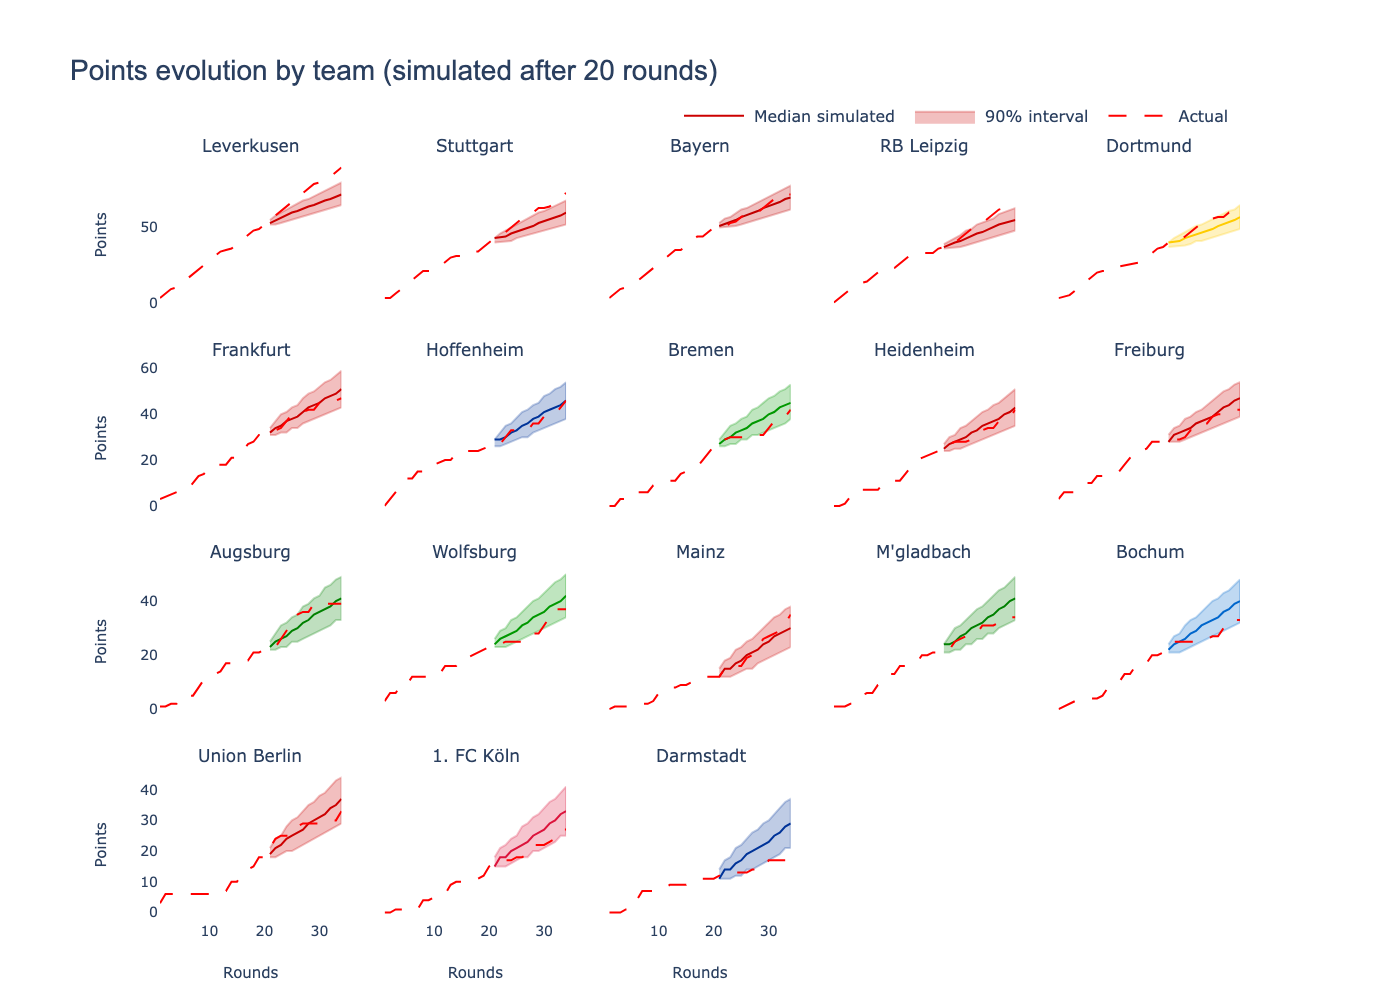 Points evolution by team (simulated after 20 rounds)
Median simulated 90% interval Actual
Leverkusen Stuttgart Bayern RB Leipzig Dortmund
Points
50
0
Frankfurt Hoffenheim Bremen Heidenheim Freiburg
Points
60
40
20
0
Augsburg Wolfsburg Mainz M'gladbach Bochum
Points
40
20
0
Union Berlin 1. FC Köln Darmstadt
Points
40
30
20
10
0
10 20 30 10 20 30 10 20 30
Rounds Rounds Rounds